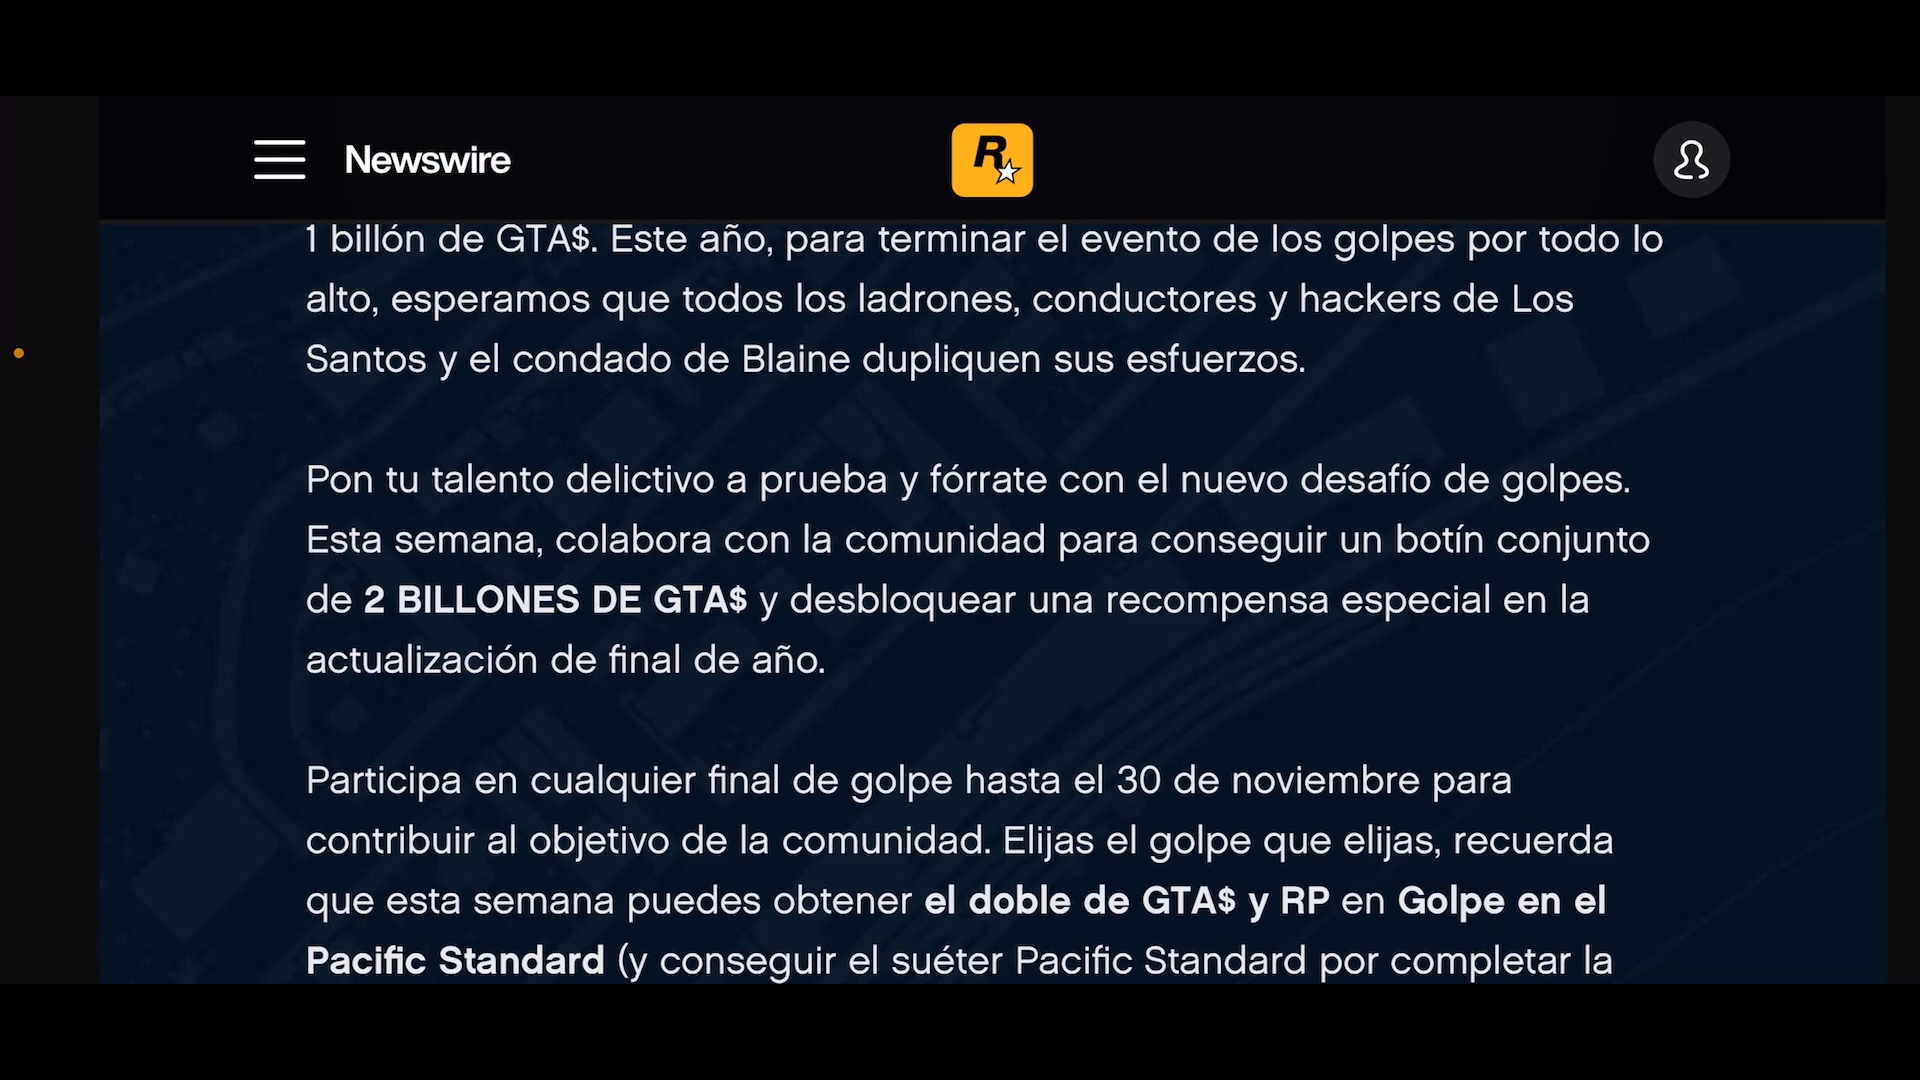 Newswire
R
1 billón de GTA$. Este año, para terminar el evento de los golpes por todo lo
alto, esperamos que todos los ladrones, conductores y hackers de Los
Santos y el condado de Blaine dupliquen sus esfuerzos.
Pon tu talento delictivo a prueba y fórrate con el nuevo desafío de golpes.
Esta semana, colabora con la comunidad para conseguir un botín conjunto
de 2 BILLONES DE GTA$ y desbloquear una recompensa especial en la
actualización de final de año.
Participa en cualquier final de golpe hasta el 30 de noviembre para
contribuir al objetivo de la comunidad. Elijas el golpe que elijas, recuerda
que esta semana puedes obtener el doble de GTA$ y RP en Golpe en el
Pacific Standard (y conseguir el suéter Pacific Standard por completar la